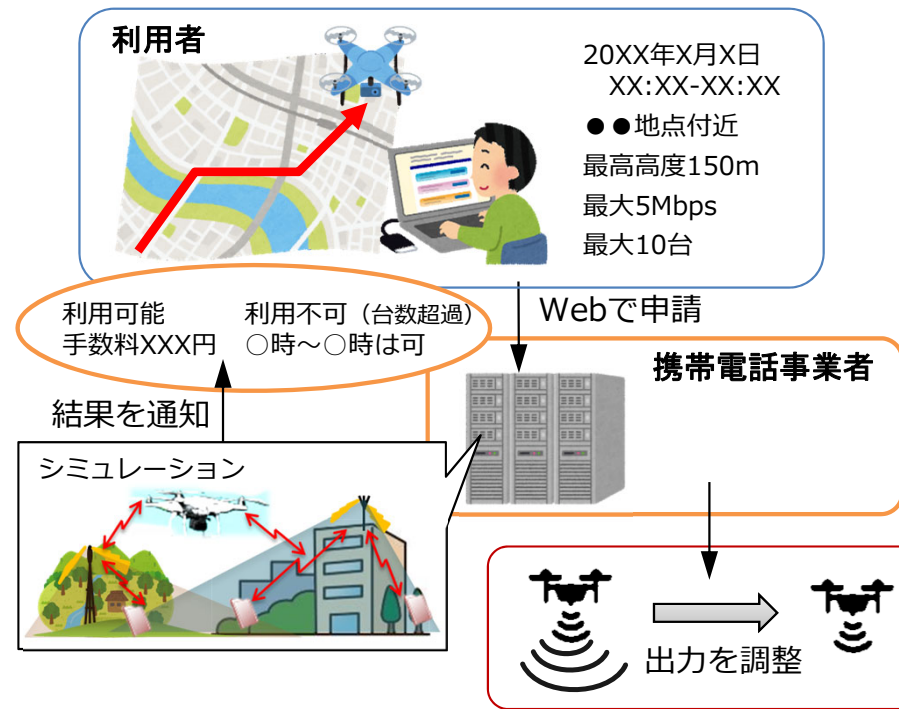 利用者
20XX年X月X日
XX:XX-XX:XX
●●地点付近
最高高度150m
最大5Mbps
最大10台
利用可能
手数料XXX円
利用不可（台数超過）
○時～○時は可
Webで申請
携帯電話事業者
結果を通知
シミュレーション
出力を調整